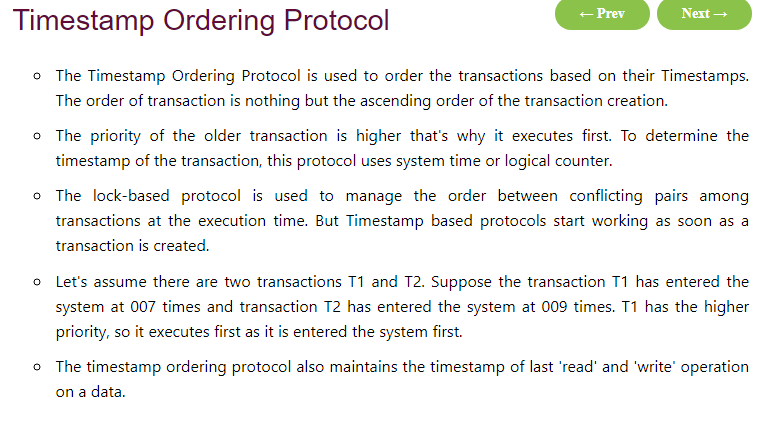 Timestamp Ordering Protocol
← Prev
Next →
The Timestamp Ordering Protocol is used to order the transactions based on their Timestamps.
The order of transaction is nothing but the ascending order of the transaction creation.
The priority of the older transaction is higher that's why it executes first. To determine the
timestamp of the transaction, this protocol uses system time or logical counter.
The lock-based protocol is used to manage the order between conflicting pairs among
transactions at the execution time. But Timestamp based protocols start working as soon as a
transaction is created.
Let's assume there are two transactions T1 and T2. Suppose the transaction T1 has entered the
system at 007 times and transaction T2 has entered the system at 009 times. T1 has the higher
priority, so it executes first as it is entered the system first.
The timestamp ordering protocol also maintains the timestamp of last 'read' and 'write' operation
on a data.